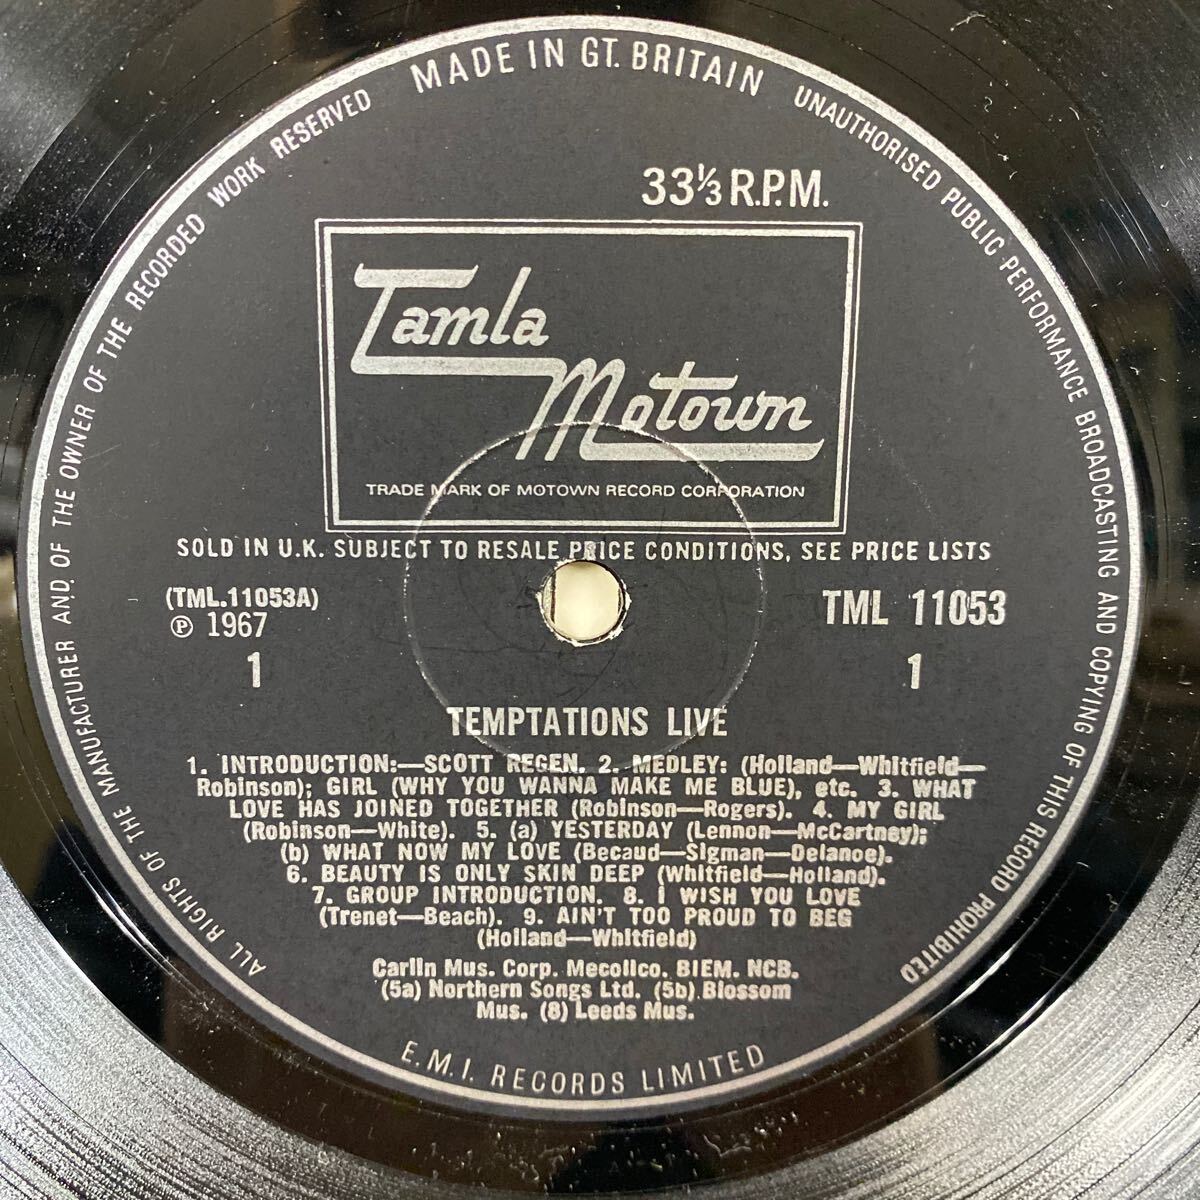 MADE IN GT. BRITAIN
UNAUTHORISED PUBLIC PERFORMANCE BROADCASTING AND COPYING OF THIS RECORD PROHIBITED
ALL RIGHTS OF THE MANUFACTURER AND OF THE OWNER OF THE RECORDED WORK RESERVED
33⅓ R.P.M.
Tamla
Motown
TRADE MARK OF MOTOWN RECORD CORPORATION
SOLD IN U.K. SUBJECT TO RESALE PRICE CONDITIONS, SEE PRICE LISTS
(TML.11053A)
℗ 1967
1
TML 11053
1
TEMPTATIONS LIVE
1. INTRODUCTION:—SCOTT REGEN. 2. MEDLEY: (Holland—Whitfield—
Robinson); GIRL (WHY YOU WANNA MAKE ME BLUE), etc. 3. WHAT
LOVE HAS JOINED TOGETHER (Robinson—Rogers). 4. MY GIRL
(Robinson—White). 5. (a) YESTERDAY (Lennon—McCartney);
(b) WHAT NOW MY LOVE (Becaud—Sigman—Delanoe).
6. BEAUTY IS ONLY SKIN DEEP (Whitfield—Holland).
7. GROUP INTRODUCTION. 8. I WISH YOU LOVE
(Trenet—Beach). 9. AIN'T TOO PROUD TO BEG
(Holland—Whitfield)
Carlin Mus. Corp. Mecolico. BIEM. NCB.
(5a) Northern Songs Ltd. (5b) Blossom
Mus. (8) Leeds Mus.
E.M.I. RECORDS LIMITED